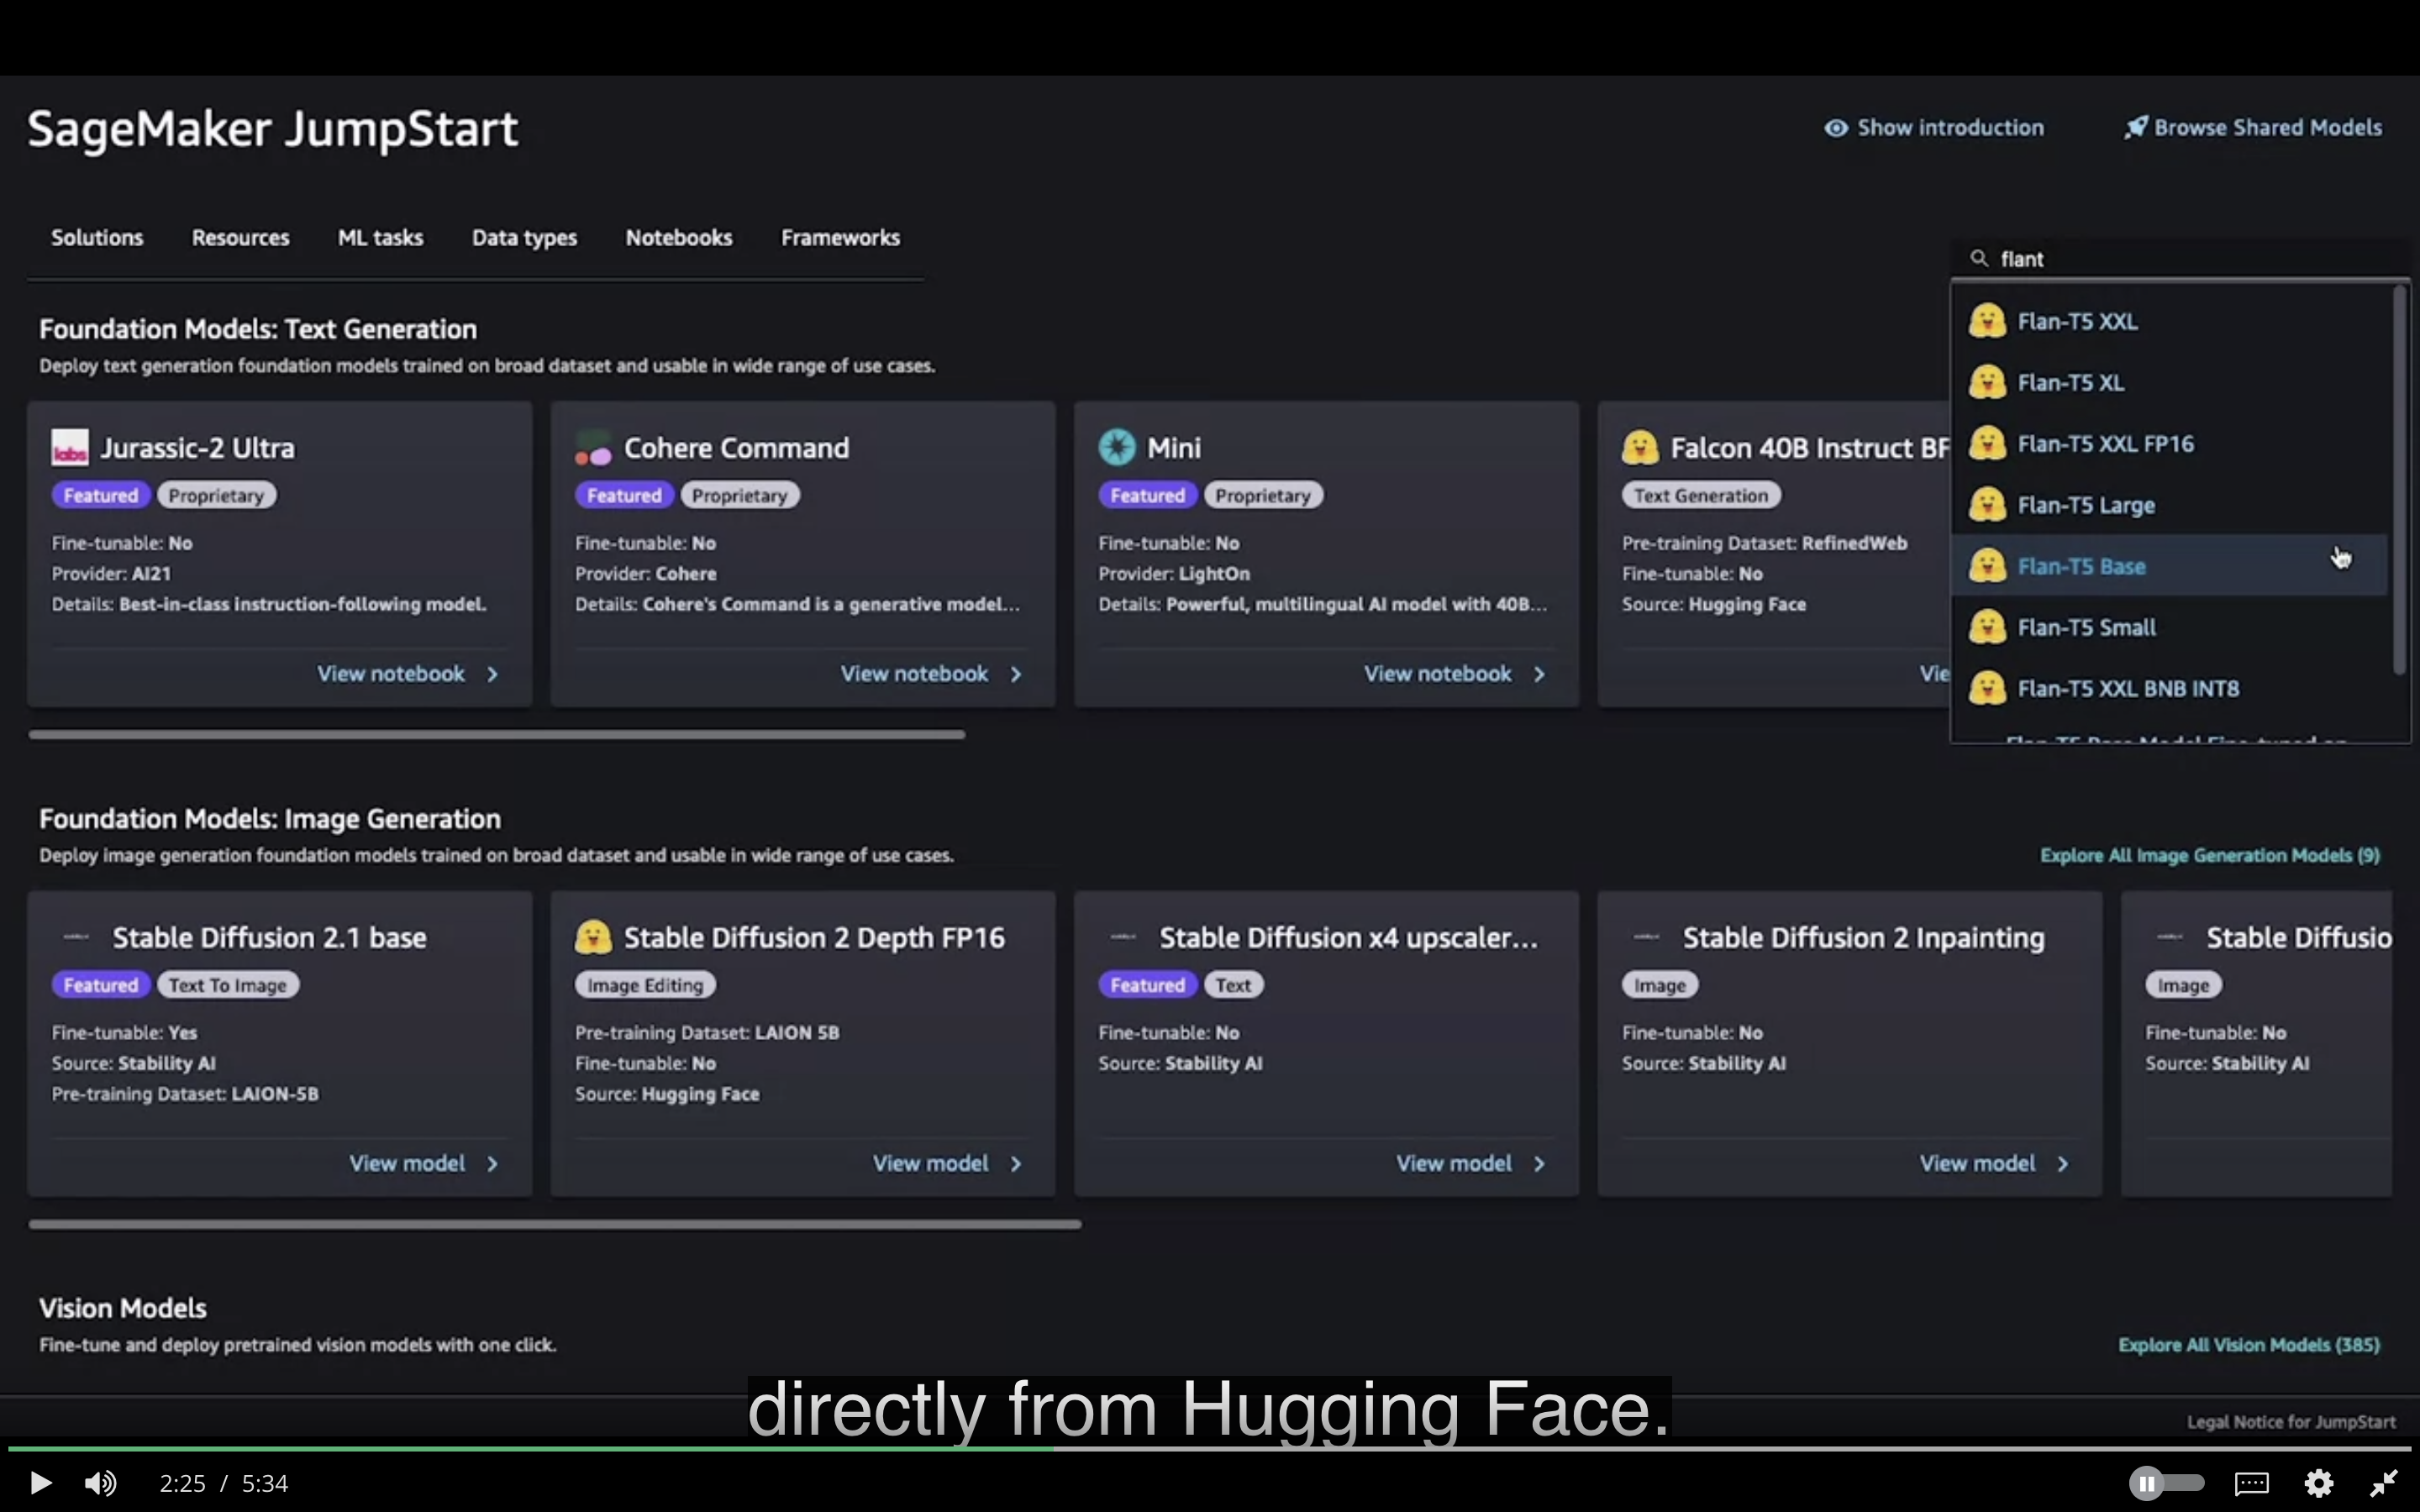 SageMaker JumpStart
Show introduction
Browse Shared Models
Solutions Resources ML tasks Data types Notebooks Frameworks
flant
Flan-T5 XXL
Flan-T5 XL
Flan-T5 XXL FP16
Flan-T5 Large
Flan-T5 Base
Flan-T5 Small
Flan-T5 XXL BNB INT8
Flan-T5 Base Model Fine-tuned on
Foundation Models: Text Generation
Deploy text generation foundation models trained on broad dataset and usable in wide range of use cases.
labs
Jurassic-2 Ultra
Featured Proprietary
Fine-tunable: No
Provider: AI21
Details: Best-in-class instruction-following model.
View notebook
Cohere Command
Featured Proprietary
Fine-tunable: No
Provider: Cohere
Details: Cohere's Command is a generative model...
View notebook
Mini
Featured Proprietary
Fine-tunable: No
Provider: LightOn
Details: Powerful, multilingual AI model with 40B...
View notebook
Falcon 40B Instruct BF
Text Generation
Pre-training Dataset: RefinedWeb
Fine-tunable: No
Source: Hugging Face
Vie
Foundation Models: Image Generation
Deploy image generation foundation models trained on broad dataset and usable in wide range of use cases.
Explore All Image Generation Models (9)
Stable Diffusion 2.1 base
Featured Text To Image
Fine-tunable: Yes
Source: Stability AI
Pre-training Dataset: LAION-5B
View model
Stable Diffusion 2 Depth FP16
Image Editing
Pre-training Dataset: LAION 5B
Fine-tunable: No
Source: Hugging Face
View model
Stable Diffusion x4 upscaler...
Featured Text
Fine-tunable: No
Source: Stability AI
View model
Stable Diffusion 2 Inpainting
Image
Fine-tunable: No
Source: Stability AI
View model
Stable Diffusio
Image
Fine-tunable: No
Source: Stability AI
Vision Models
Fine-tune and deploy pretrained vision models with one click.
Explore All Vision Models (385)
directly from Hugging Face.
Legal Notice for JumpStart
2:25 / 5:34